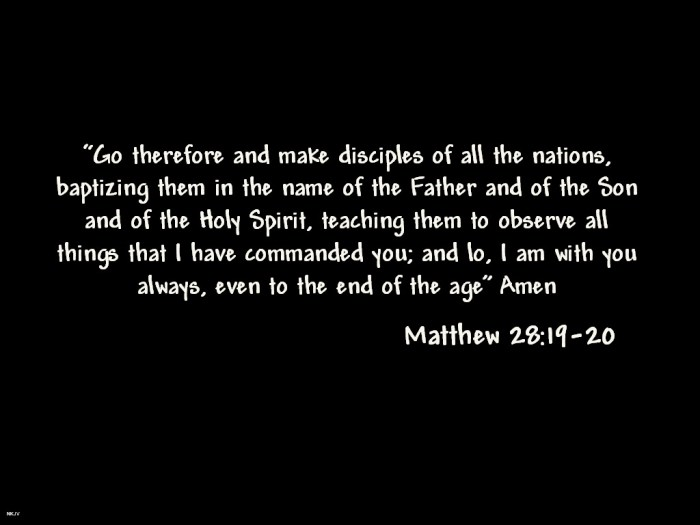 "Go therefore and make disciples of all the nations,
baptizing them in the name of the Father and of the Son
and of the Holy Spirit, teaching them to observe all
things that I have commanded you; and lo, I am with you
always, even to the end of the age" Amen
Matthew 28:19-20
NKJV